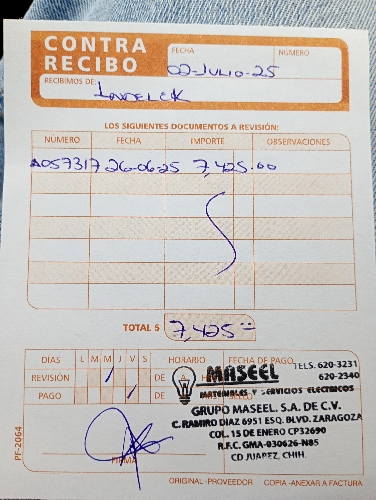 CONTRA
RECIBO
FECHA
NÚMERO
02-JULIO-25
RECIBIMOS DE:
INDELEK
LOS SIGUIENTES DOCUMENTOS A REVISIÓN:
NÚMERO FECHA IMPORTE OBSERVACIONES
A057317 26-06-25 7,425.00
TOTAL $ 7,425=
DÍAS L M M J V S HORARIO FECHA DE PAGO
REVISIÓN DE
PAGO DE SELLO
TELS. 620-3231
620-2340
MASEEL
MATERIALES Y SERVICIOS ELECTRICOS
GRUPO MASEEL. S.A. DE C.V.
C.RAMIRO DIAZ 6951 ESQ. BLVD. ZARAGOZA
COL. 15 DE ENERO CP32690
R.F.C. GMA-030626-N85
CD JUAREZ, CHIH.
FIRMA
PF-2064
ORIGINAL-PROVEEDOR COPIA-ANEXAR A FACTURA